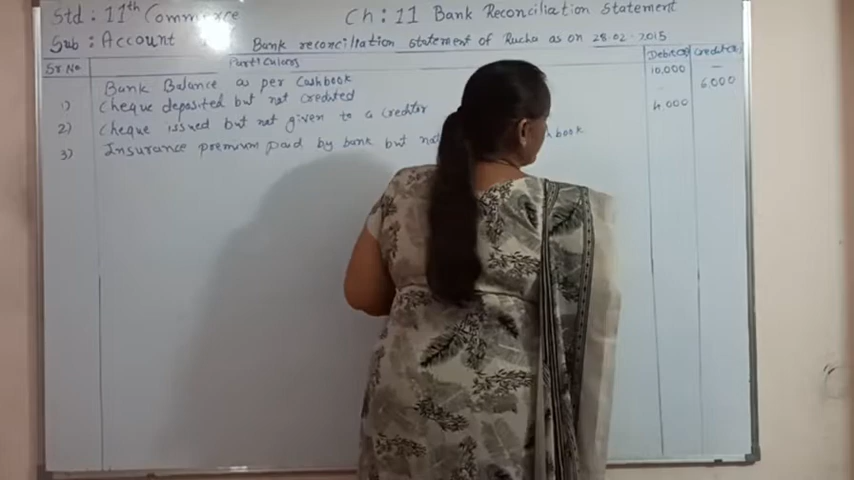 Std : 11th Commerce
Ch : 11 Bank Reconciliation Statement
Sub : Account
Bank reconciliation statement of Rucha as on 28.02.2015
Sr No Particulars Debit Credit
Bank Balance as per Cashbook 10,000 -
1) Cheque deposited but not credited - 6,000
2) Cheque issued but not given to a creditor 4,000
3) Insurance premium paid by bank but not book